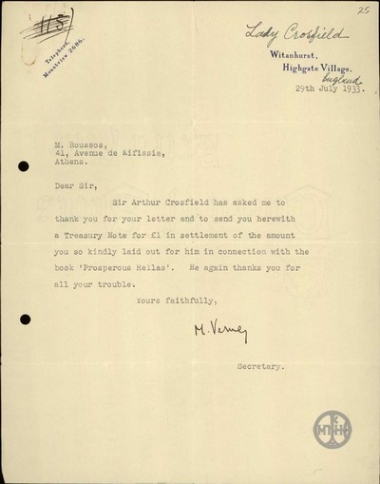 25
115
Telephone,
Mountview 2686.
Lady Crosfield
Witanhurst,
Highgate Village.
England
29th July 1933.
M. Roussos,
41, Avenue de Kifissia,
Athens.
Dear Sir,
Sir Arthur Crosfield has asked me to
thank you for your letter and to send you herewith
a Treasury Note for £1 in settlement of the amount
you so kindly laid out for him in connection with the
book 'Prosperous Hellas'. He again thanks you for
all your trouble.
Yours faithfully,
M. Verney
Secretary.